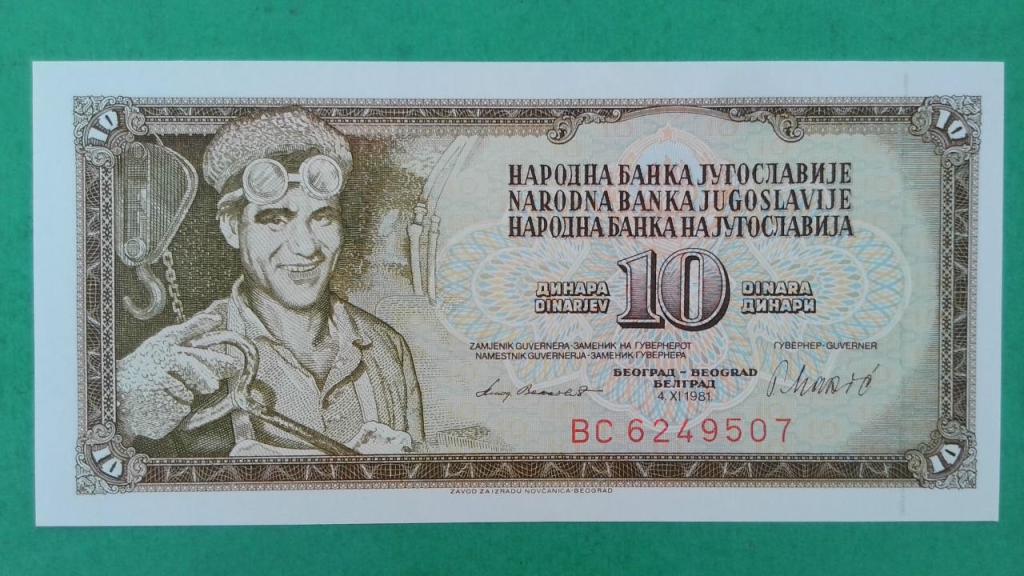 10 10
НАРОДНА БАНКА ЈУГОСЛАВИЈЕ
NARODNA BANKA JUGOSLAVIJE
НАРОДНА БАНКА НА ЈУГОСЛАВИЈА
ДИНАРА 10 DINARA
DINARJEV ДИНАРИ
ZAMJENIK GUVERNERA-ЗАМЕНИК НА ГУВЕРНЕРОТ ГУВЕРНЕР-GUVERNER
NAMESTNIK GUVERNERJA-ЗАМЕНИК ГУВЕРНЕРА
БЕОГРАД - BEOGRAD
БЕЛГРАД
4. XI 1981.
BC 6249507
10 10
ZAVOD ZA IZRADU NOVČANICA-BEOGRAD